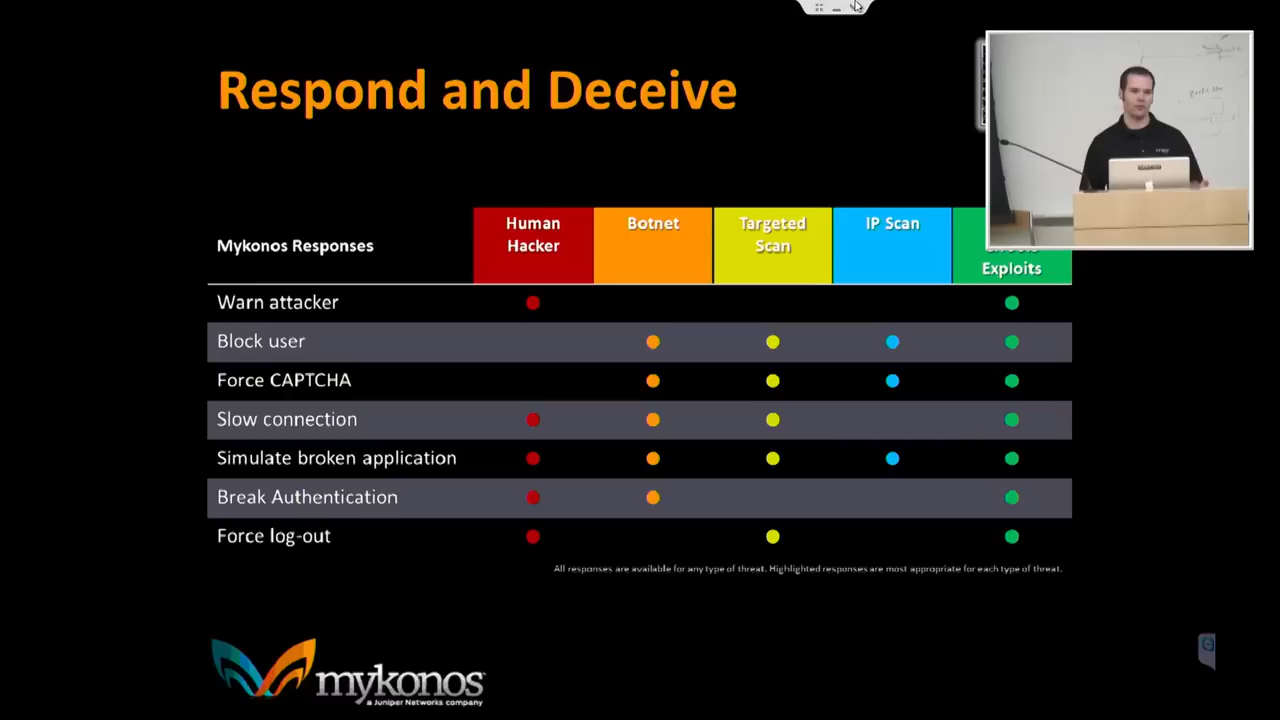 Respond and Deceive
Mykonos Responses
Human
Hacker
Botnet
Targeted
Scan
IP Scan
Exploits
Warn attacker
Block user
Force CAPTCHA
Slow connection
Simulate broken application
Break Authentication
Force log-out
All responses are available for any type of threat. Highlighted responses are most appropriate for each type of threat.
mykonos
a Juniper Networks company